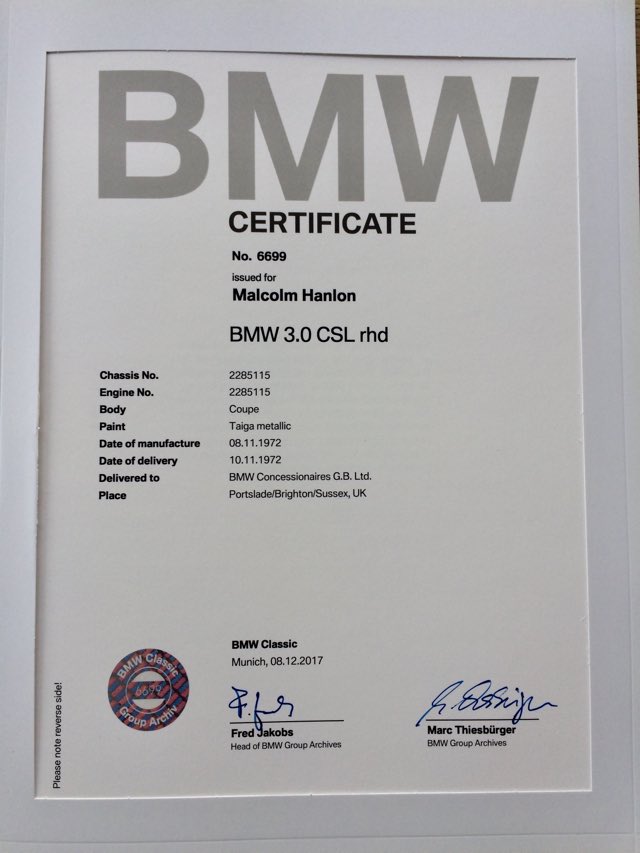 BMW
CERTIFICATE
No. 6699
issued for
Malcolm Hanlon
BMW 3.0 CSL rhd
Chassis No. 2285115
Engine No. 2285115
Body Coupe
Paint Taiga metallic
Date of manufacture 08.11.1972
Date of delivery 10.11.1972
Delivered to BMW Concessionaires G.B. Ltd.
Place Portslade/Brighton/Sussex, UK
BMW Classic
Munich, 08.12.2017
BMW Classic
6699
Group Archiv
Fred Jakobs
Head of BMW Group Archives
Marc Thiesbürger
BMW Group Archives
Please note reverse side!